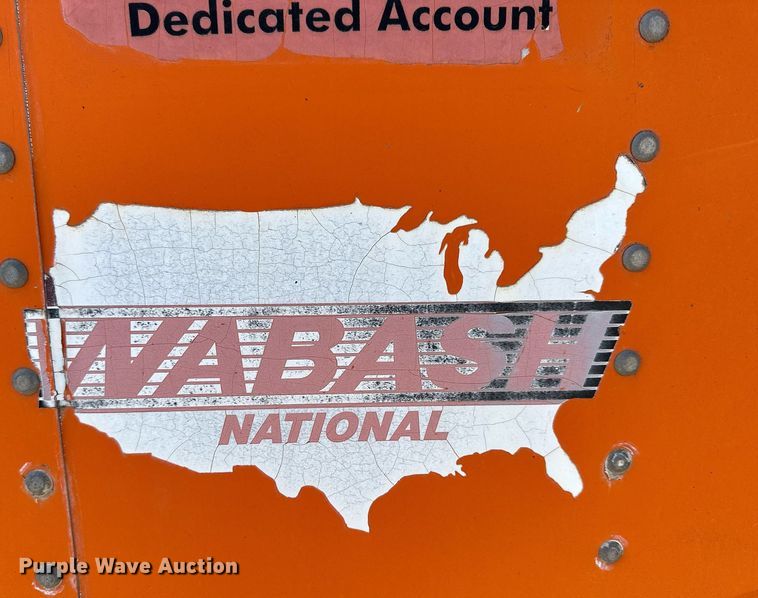 Dedicated Account
WABASH
NATIONAL
Purple Wave Auction